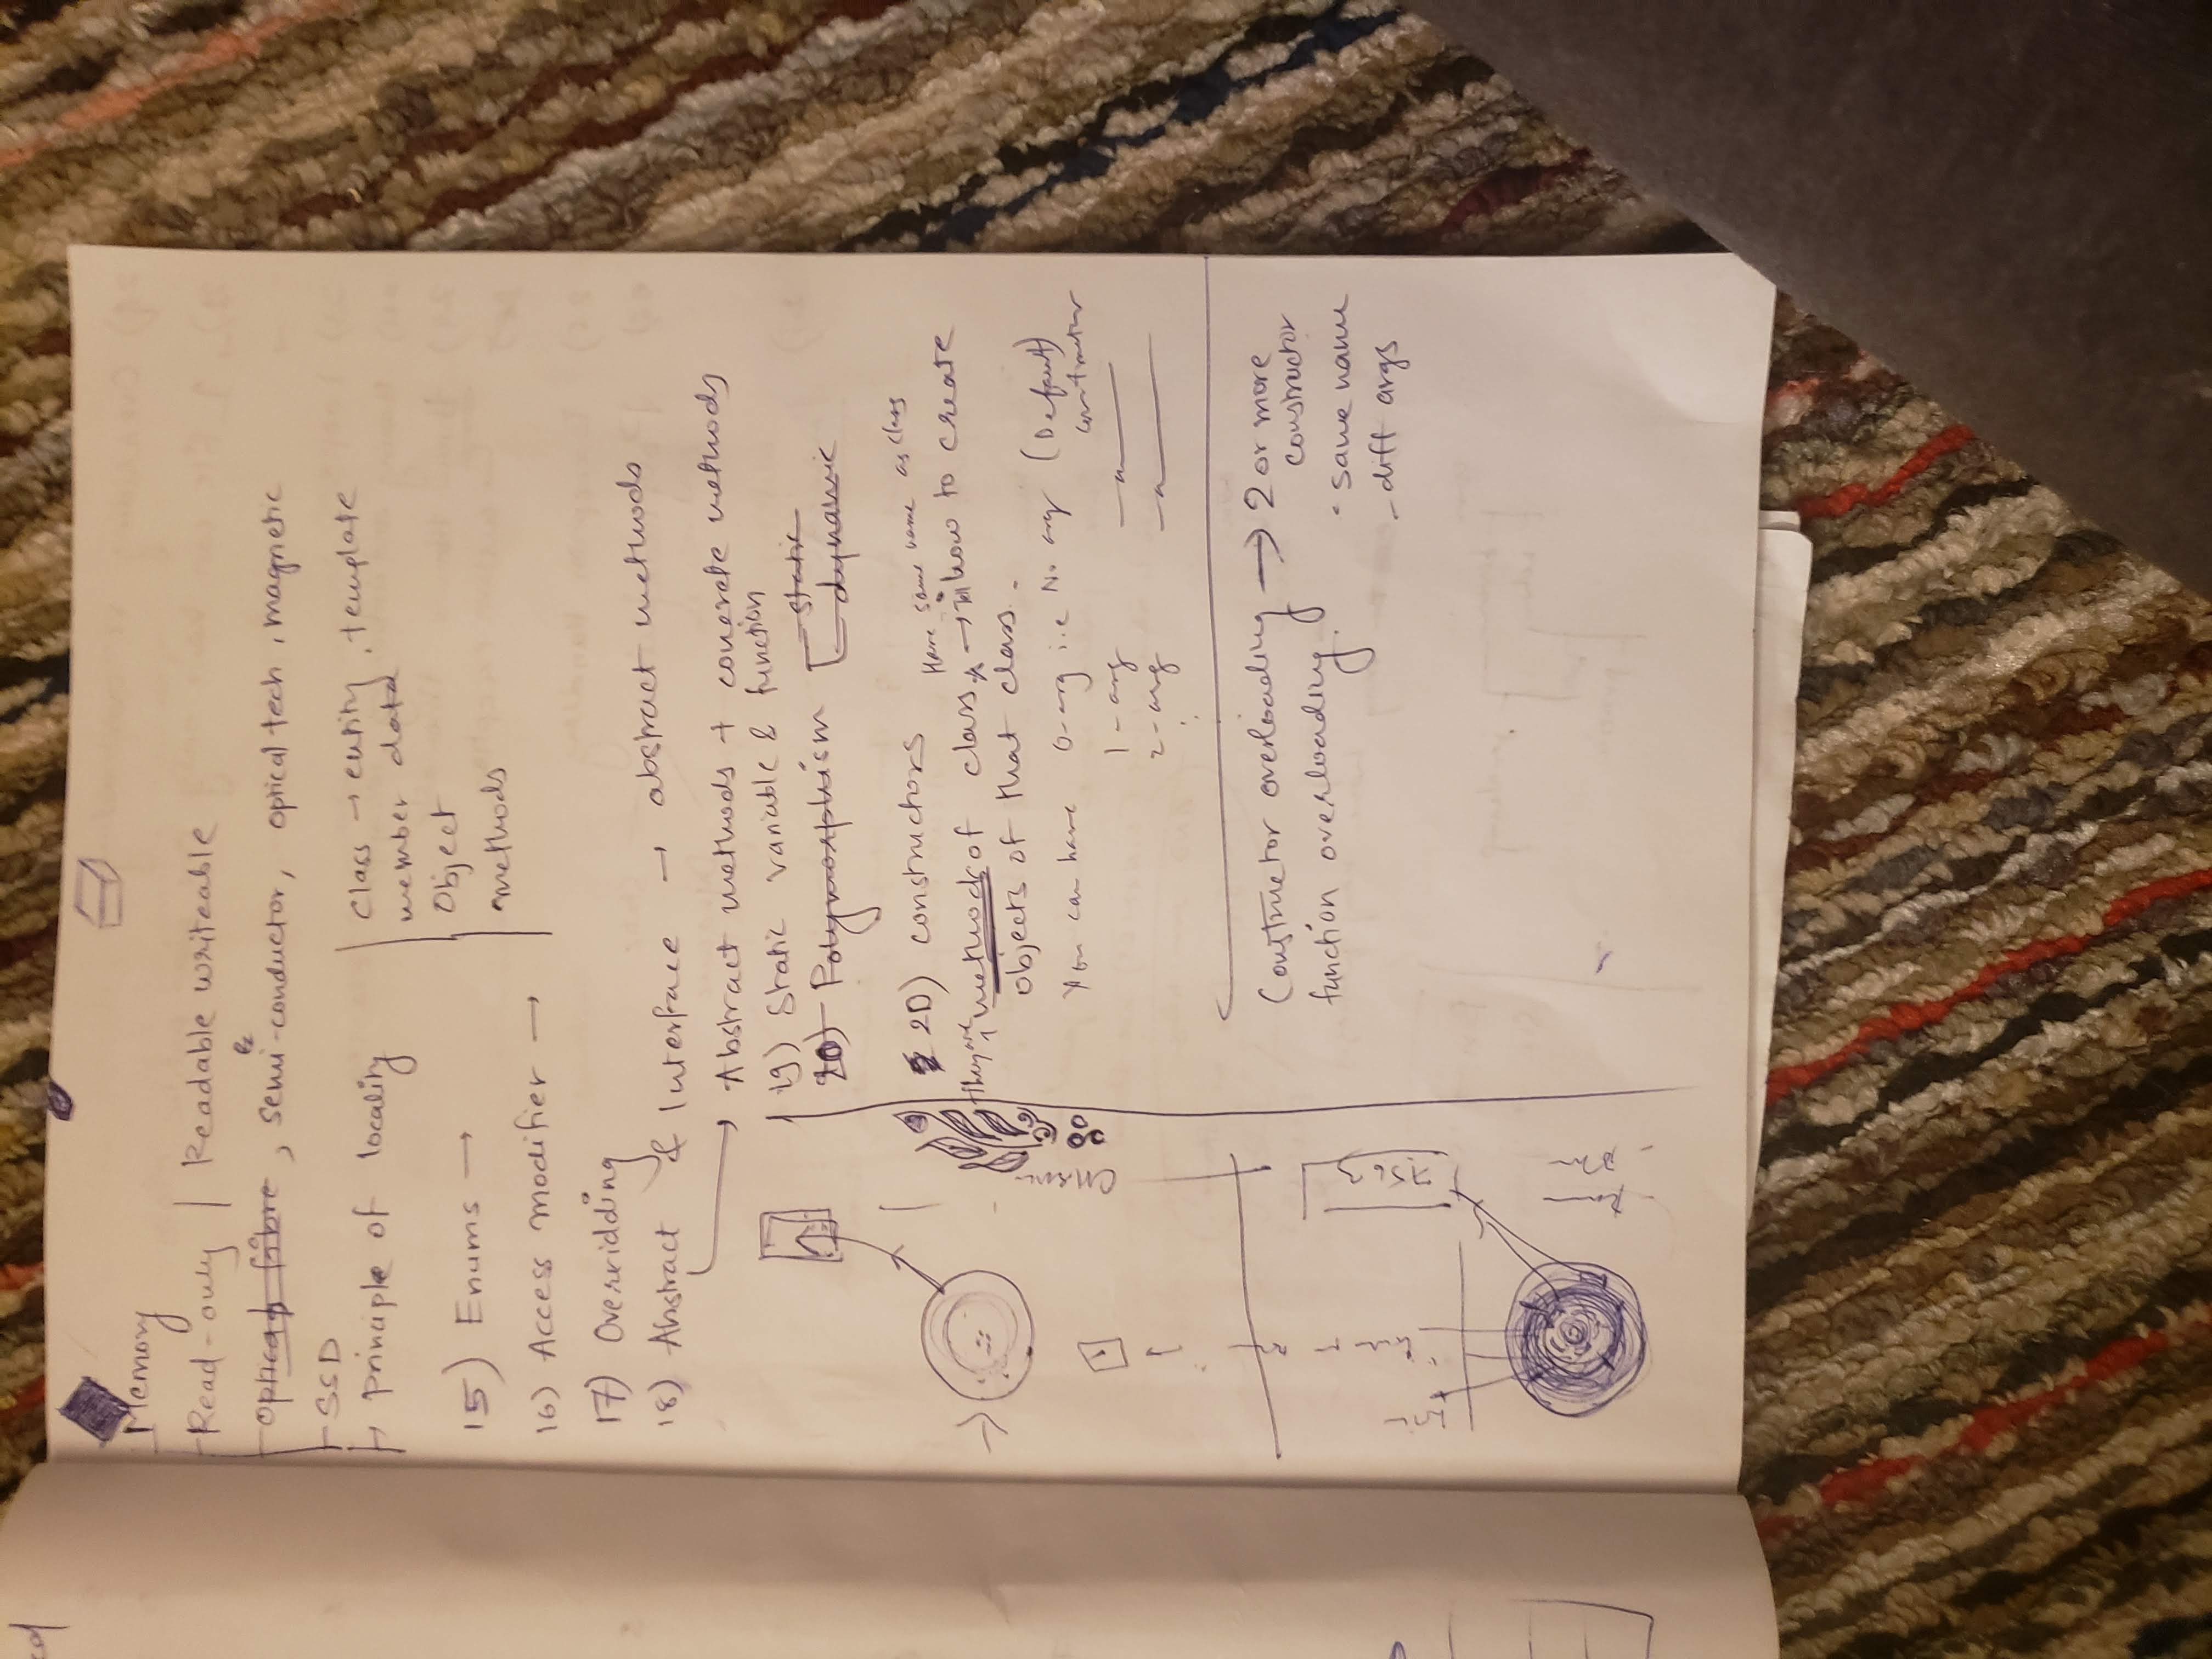 Memory
Read-only | Readable writeable
optical fibre, semi-conductor, optical tech, magnetic
SSD
principle of locality
class → entity, template
member data
Object
methods
15) Enums →
16) Access modifier →
17) Overridding
18) Abstract & Interface → abstract methods
Abstract methods + concrete methods
19) Static variable & function
20) Polymorphism static
dynamic
20) constructors
Have same name as class
They are methods of class → Tell how to create
objects of that class.
You can have 0-arg i.e No arg (Default)
constructor
1-arg
2-arg
Constructor overloading → 2 or more
constructor
function overloading.
· same name
- diff args
7563